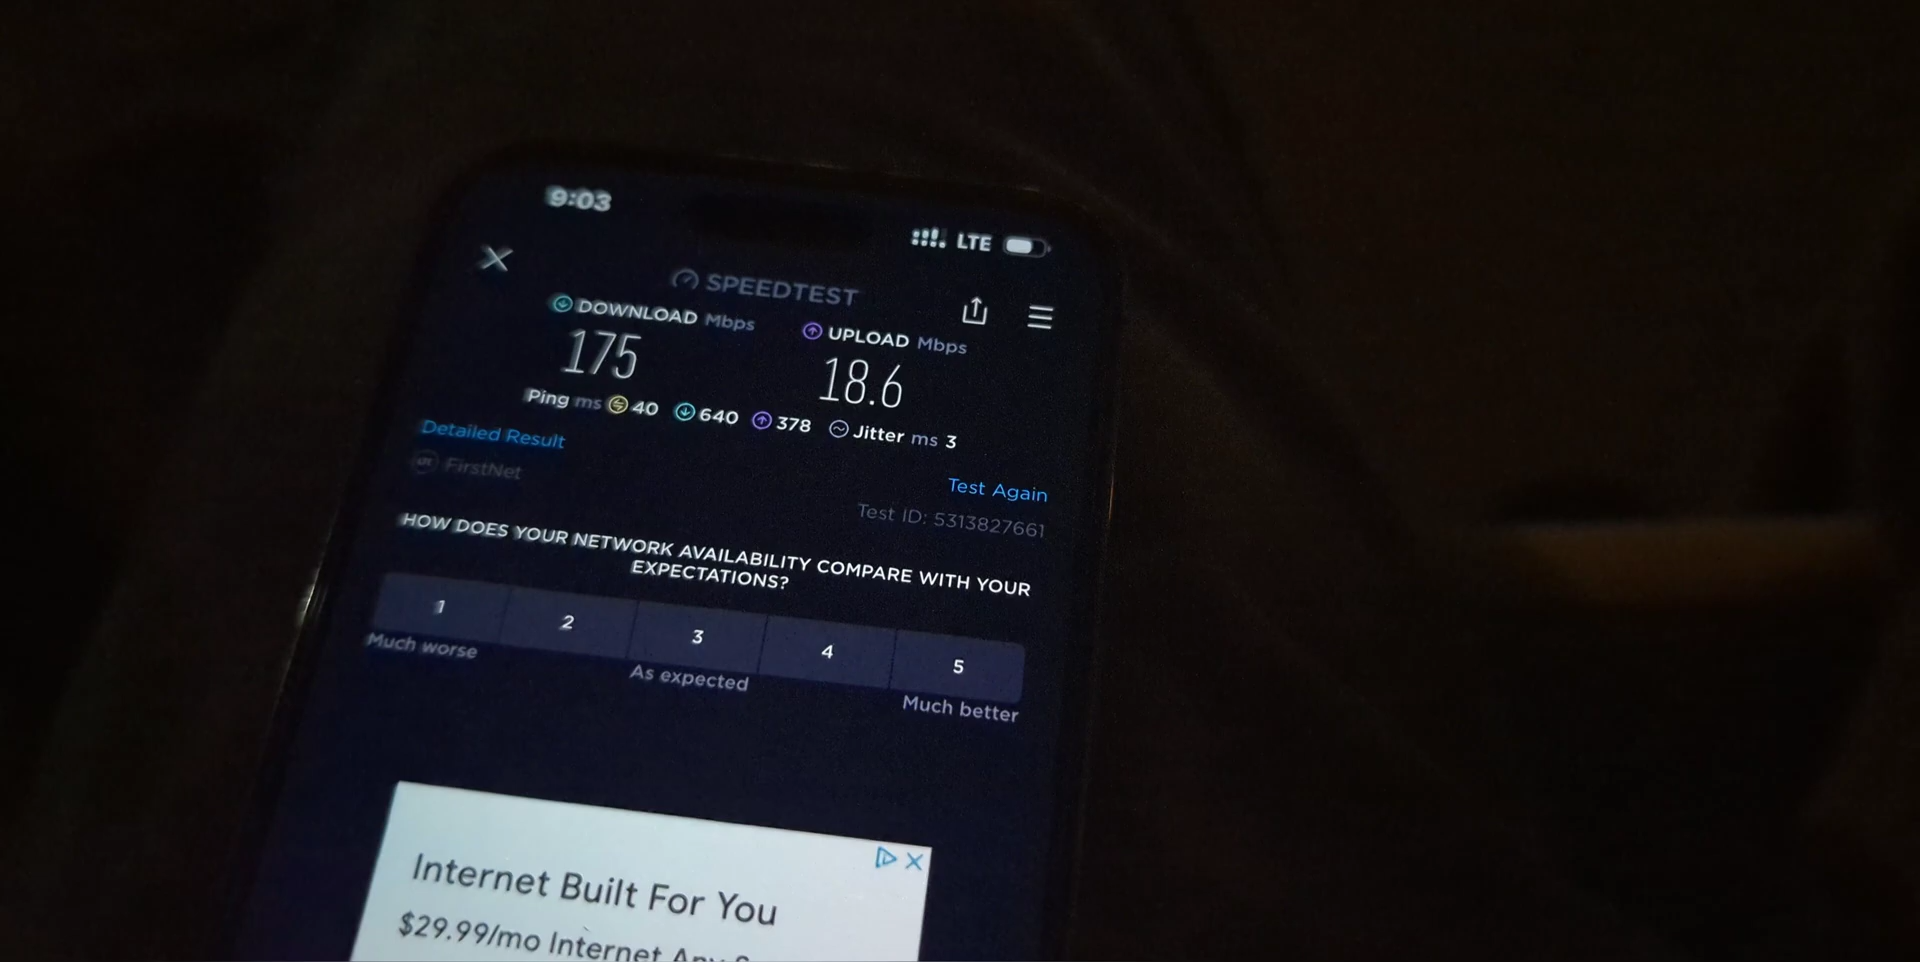 9:03
LTE
SPEEDTEST
DOWNLOAD Mbps
UPLOAD Mbps
175
18.6
Ping ms 40 640 378 Jitter ms 3
Detailed Result
FirstNet
Test Again
Test ID: 5313827661
HOW DOES YOUR NETWORK AVAILABILITY COMPARE WITH YOUR
EXPECTATIONS?
1 2 3 4 5
Much worse
As expected
Much better
Internet Built For You
$29.99/mo Internet